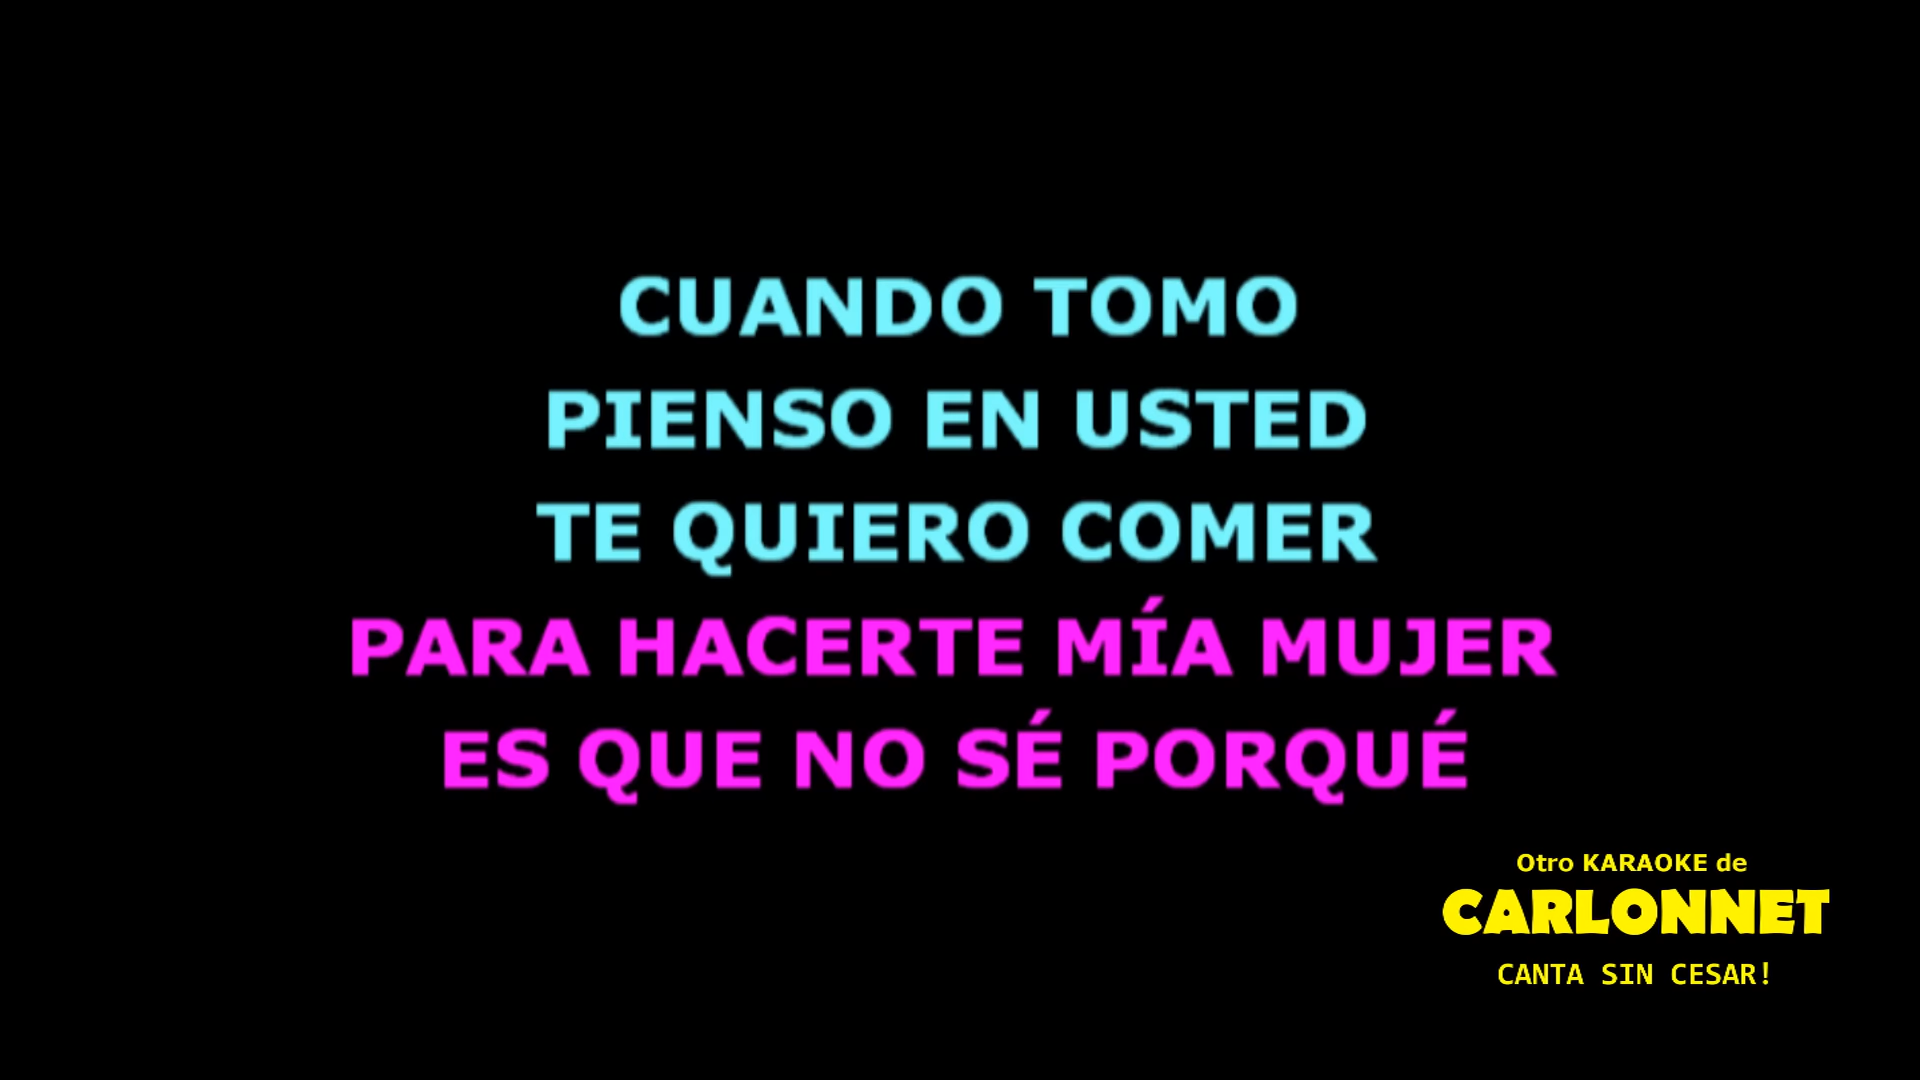 CUANDO TOMO
PIENSO EN USTED
TE QUIERO COMER
PARA HACERTE MÍA MUJER
ES QUE NO SÉ PORQUÉ
Otro KARAOKE de
CARLONNET
CANTA SIN CESAR!